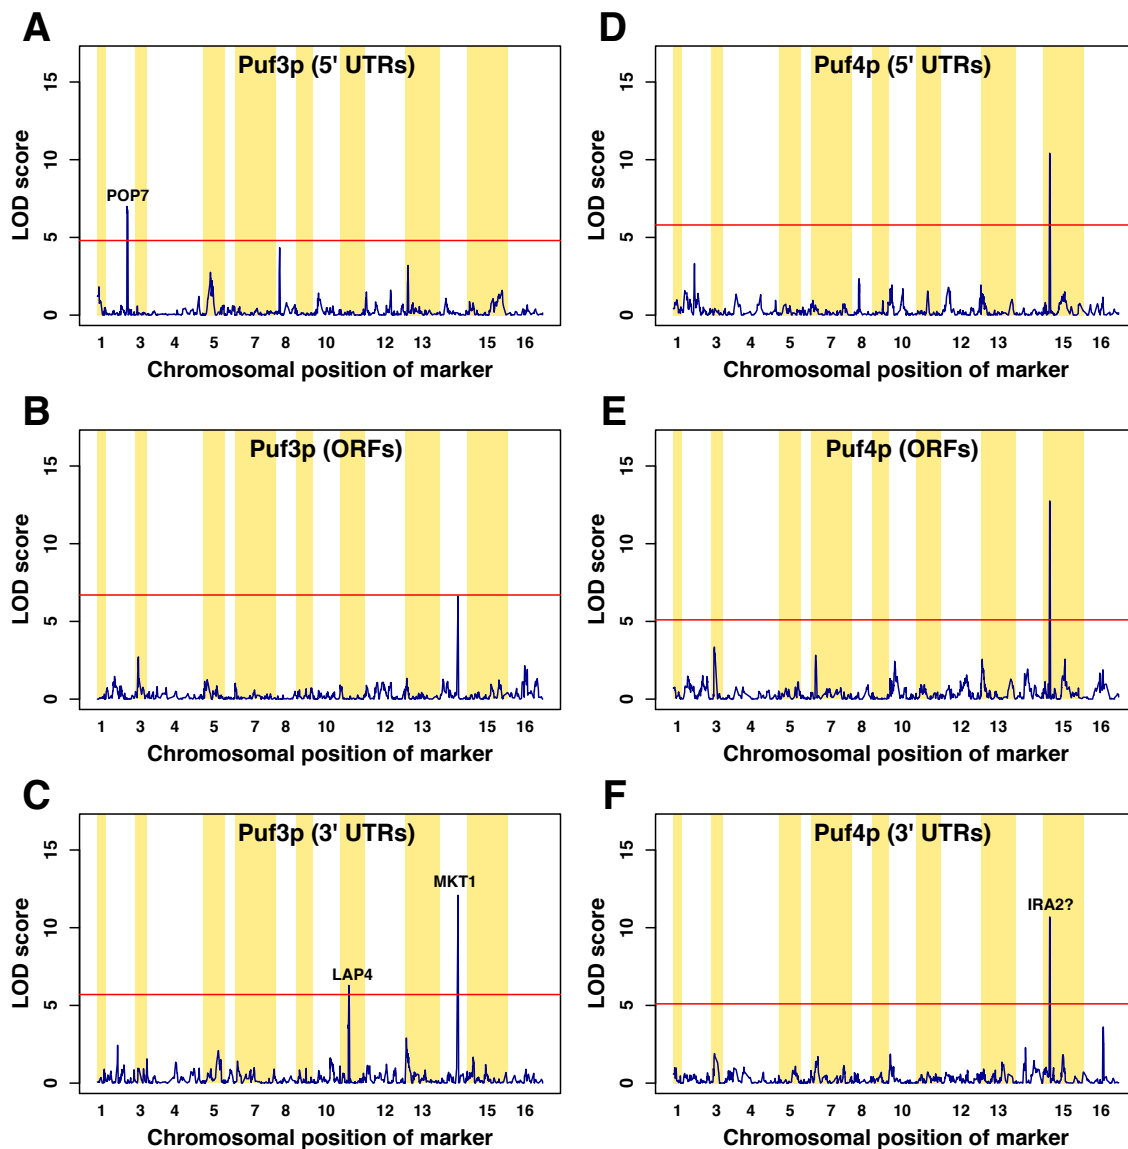 A
Puf3p (5' UTRs)
LOD score
15
10
5
0
POP7
1 3 4 5 7 8 10 12 13 15 16
Chromosomal position of marker
D
Puf4p (5' UTRs)
LOD score
15
10
5
0
1 3 4 5 7 8 10 12 13 15 16
Chromosomal position of marker
B
Puf3p (ORFs)
LOD score
15
10
5
0
1 3 4 5 7 8 10 12 13 15 16
Chromosomal position of marker
E
Puf4p (ORFs)
LOD score
15
10
5
0
1 3 4 5 7 8 10 12 13 15 16
Chromosomal position of marker
C
Puf3p (3' UTRs)
LOD score
15
10
5
0
MKT1
LAP4
1 3 4 5 7 8 10 12 13 15 16
Chromosomal position of marker
F
Puf4p (3' UTRs)
LOD score
15
10
5
0
IRA2?
1 3 4 5 7 8 10 12 13 15 16
Chromosomal position of marker